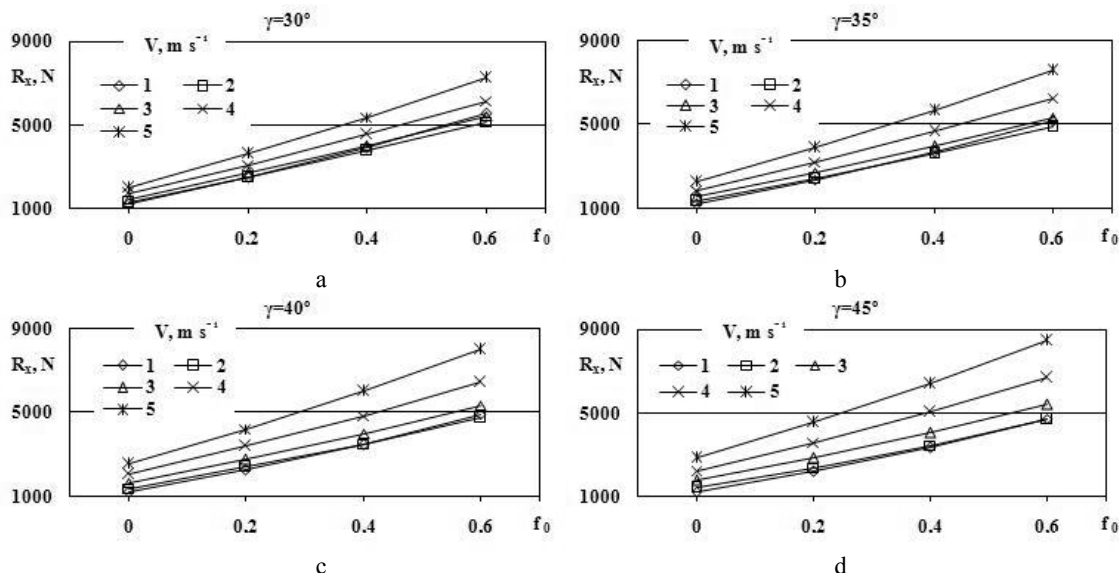 γ=30°
9000
V, m s⁻¹
Rₓ, N
1 2
3 4
5
5000
1000
0 0.2 0.4 0.6 f₀
a
γ=35°
9000
V, m s⁻¹
Rₓ, N
1 2
3 4
5
5000
1000
0 0.2 0.4 0.6 f₀
b
γ=40°
9000
V, m s⁻¹
Rₓ, N
1 2
3 4
5
5000
1000
0 0.2 0.4 0.6 f₀
c
γ=45°
9000
V, m s⁻¹
Rₓ, N
1 2 3
4 5
5000
1000
0 0.2 0.4 0.6 f₀
d